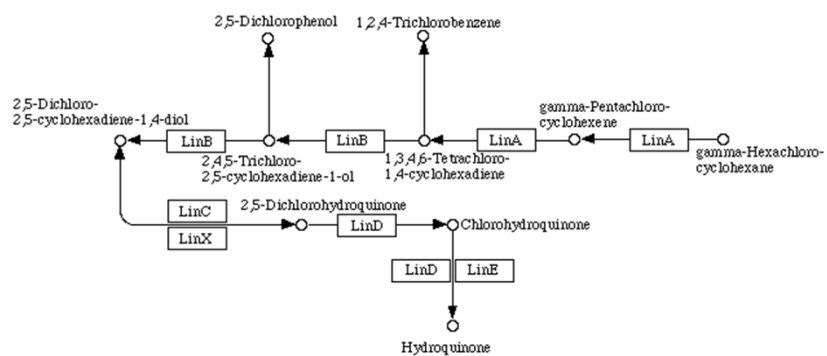 2,5-Dichlorophenol
1,2,4-Trichlorobenzene
2,5-Dichloro-
2,5-cyclohexadiene-1,4-diol
gamma-Pentachloro-
cyclohexene
LinB
LinB
LinA
LinA
2,4,5-Trichloro-
2,5-cyclohexadiene-1-ol
1,3,4,6-Tetrachloro-
1,4-cyclohexadiene
gamma-Hexachloro-
cyclohexane
LinC
LinX
2,5-Dichlorohydroquinone
LinD
Chlorohydroquinone
LinD
LinE
Hydroquinone